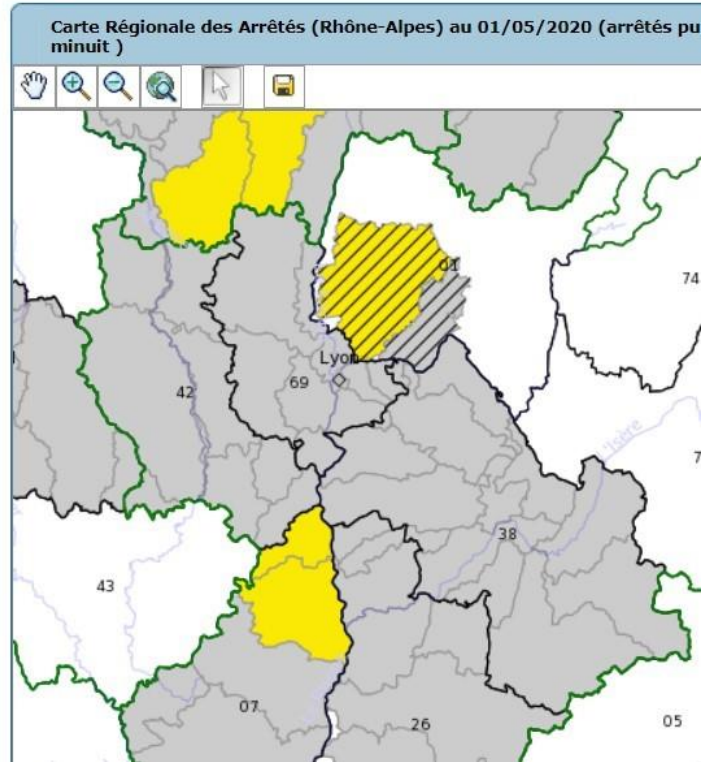 Carte Régionale des Arrêtés (Rhône-Alpes) au 01/05/2020 (arrêtés pu
minuit )
01
74
Lyon
69
42
l'Isère
7
38
43
07
26
05